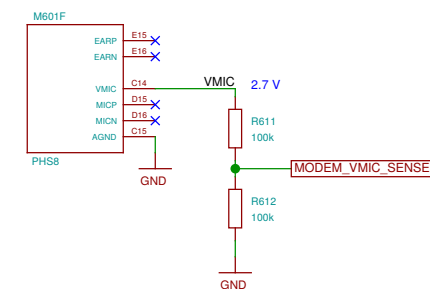 M601F
EARP E15
EARN E16
VMIC C14 VMIC 2.7 V
MICP D15
MICN D16
AGND C15
PHS8
GND
R611
100k
MODEM_VMIC_SENSE
R612
100k
GND